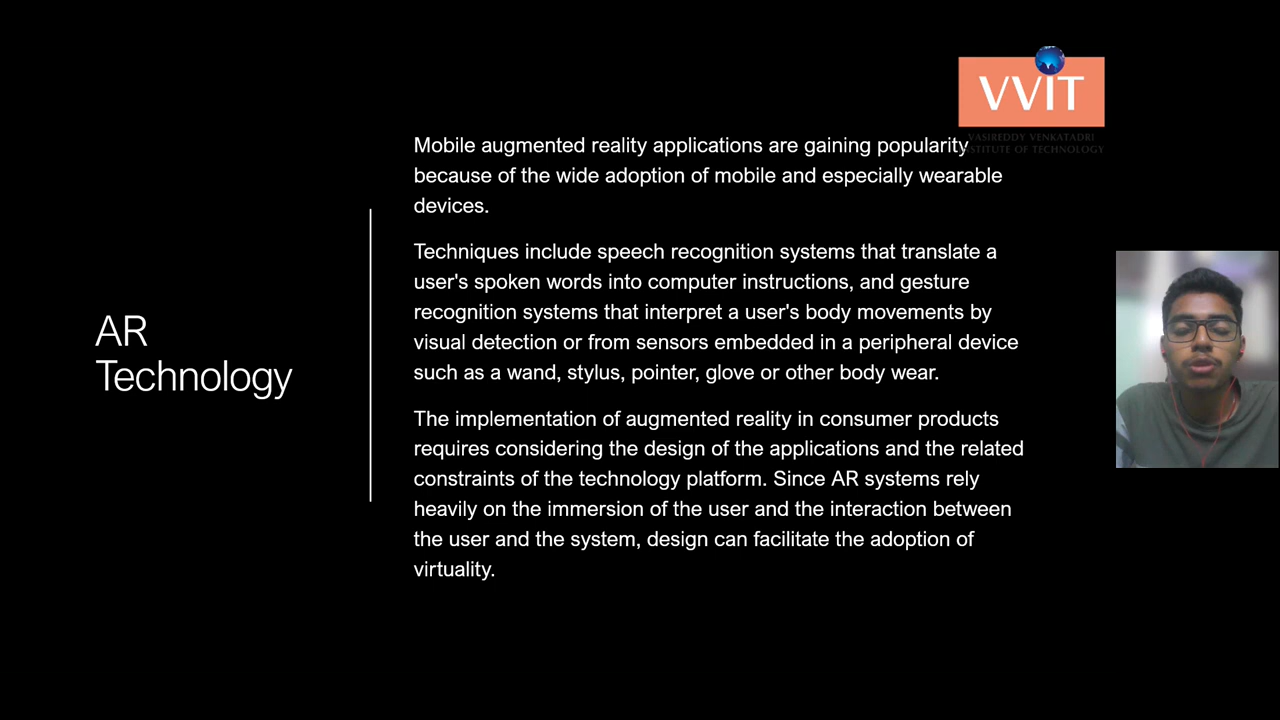 VVIT
VASIREDDY VENKATADRI
INSTITUTE OF TECHNOLOGY
AR
Technology
Mobile augmented reality applications are gaining popularity
because of the wide adoption of mobile and especially wearable
devices.
Techniques include speech recognition systems that translate a
user's spoken words into computer instructions, and gesture
recognition systems that interpret a user's body movements by
visual detection or from sensors embedded in a peripheral device
such as a wand, stylus, pointer, glove or other body wear.
The implementation of augmented reality in consumer products
requires considering the design of the applications and the related
constraints of the technology platform. Since AR systems rely
heavily on the immersion of the user and the interaction between
the user and the system, design can facilitate the adoption of
virtuality.